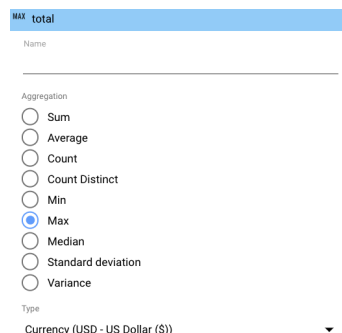 MAX total
Name
Aggregation
Sum
Average
Count
Count Distinct
Min
Max
Median
Standard deviation
Variance
Type
Currency (USD - US Dollar ($))